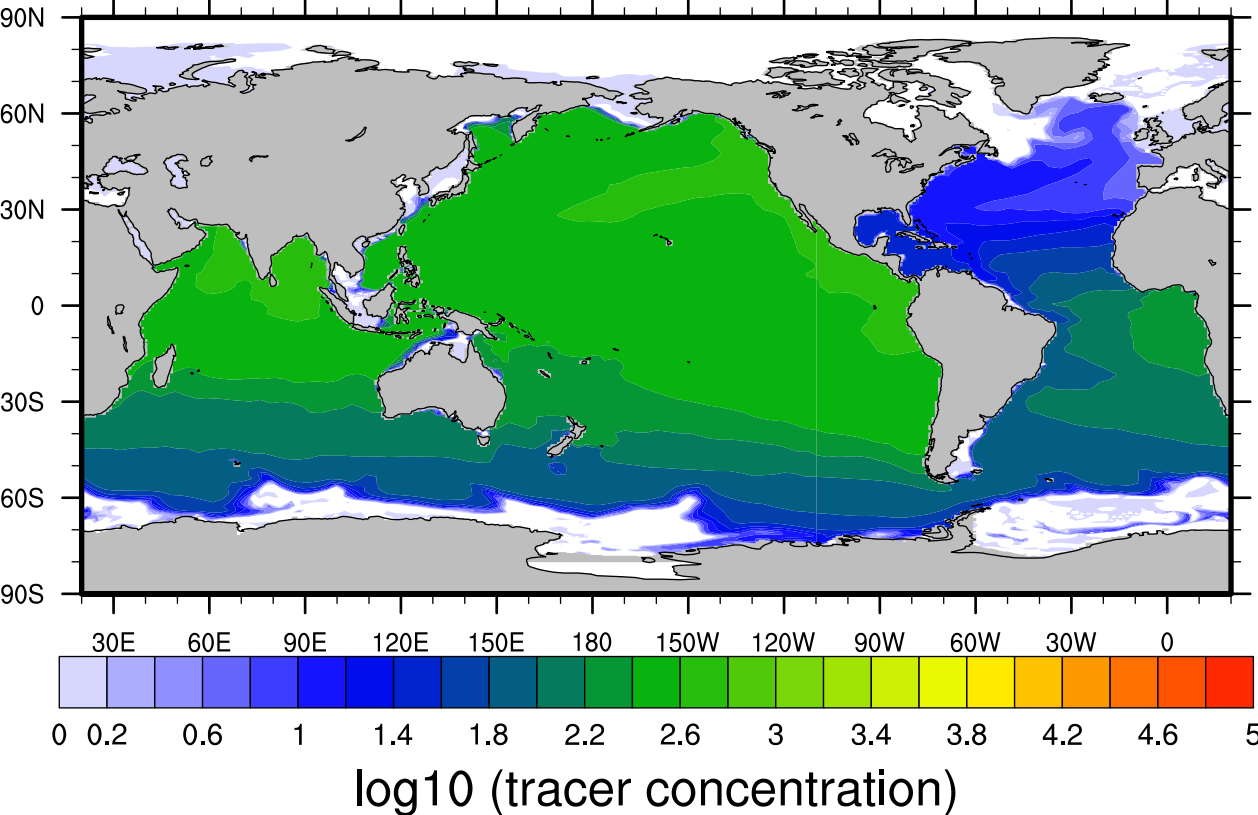 90N
60N
30N
0
30S
60S
90S
30E 60E 90E 120E 150E 180 150W 120W 90W 60W 30W 0
0 0.2 0.6 1 1.4 1.8 2.2 2.6 3 3.4 3.8 4.2 4.6 5
log10 (tracer concentration)